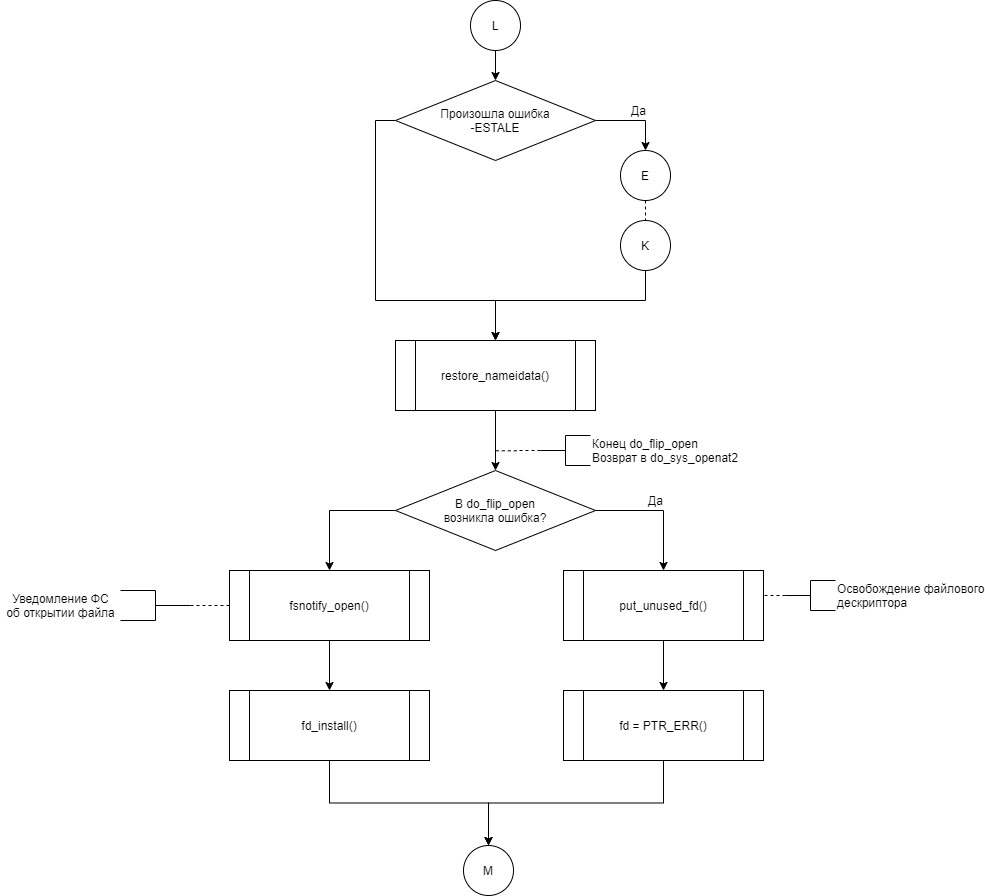 L
Произошла ошибка
-ESTALE
Да
E
K
restore_nameidata()
Конец do_flip_open
Возврат в do_sys_openat2
В do_flip_open
возникла ошибка?
Да
Уведомление ФС
об открытии файла
fsnotify_open()
put_unused_fd()
Освобождение файлового
дескриптора
fd_install()
fd = PTR_ERR()
M